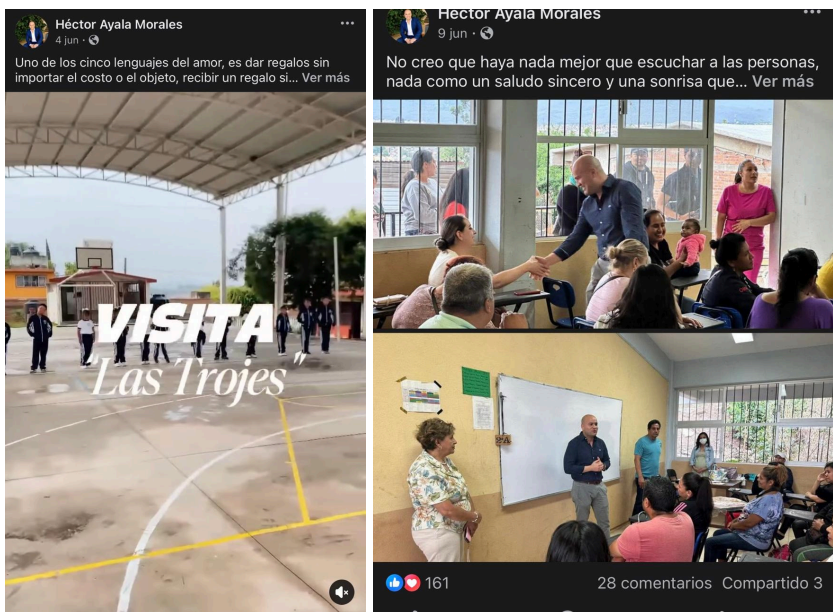 Héctor Ayala Morales
4 jun ·
Uno de los cinco lenguajes del amor, es dar regalos sin
importar el costo o el objeto, recibir un regalo si... Ver más
VISITA
"Las Trojes"
Héctor Ayala Morales
9 jun ·
No creo que haya nada mejor que escuchar a las personas,
nada como un saludo sincero y una sonrisa que... Ver más
161
28 comentarios Compartido 3